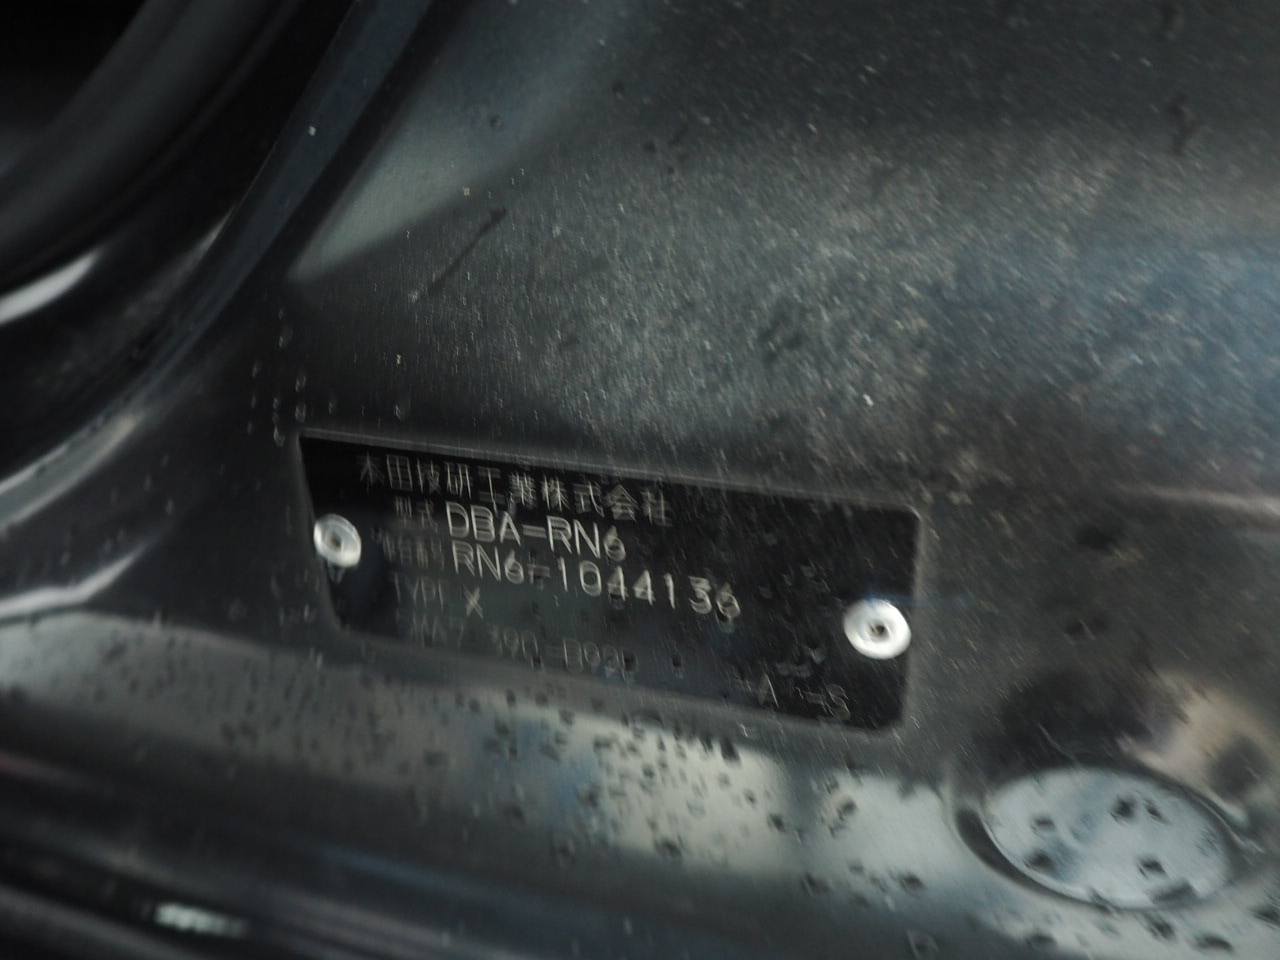 本田技研工業株式会社
型式 DBA-RN6
RN6-1044136
TYPE X
-A -S